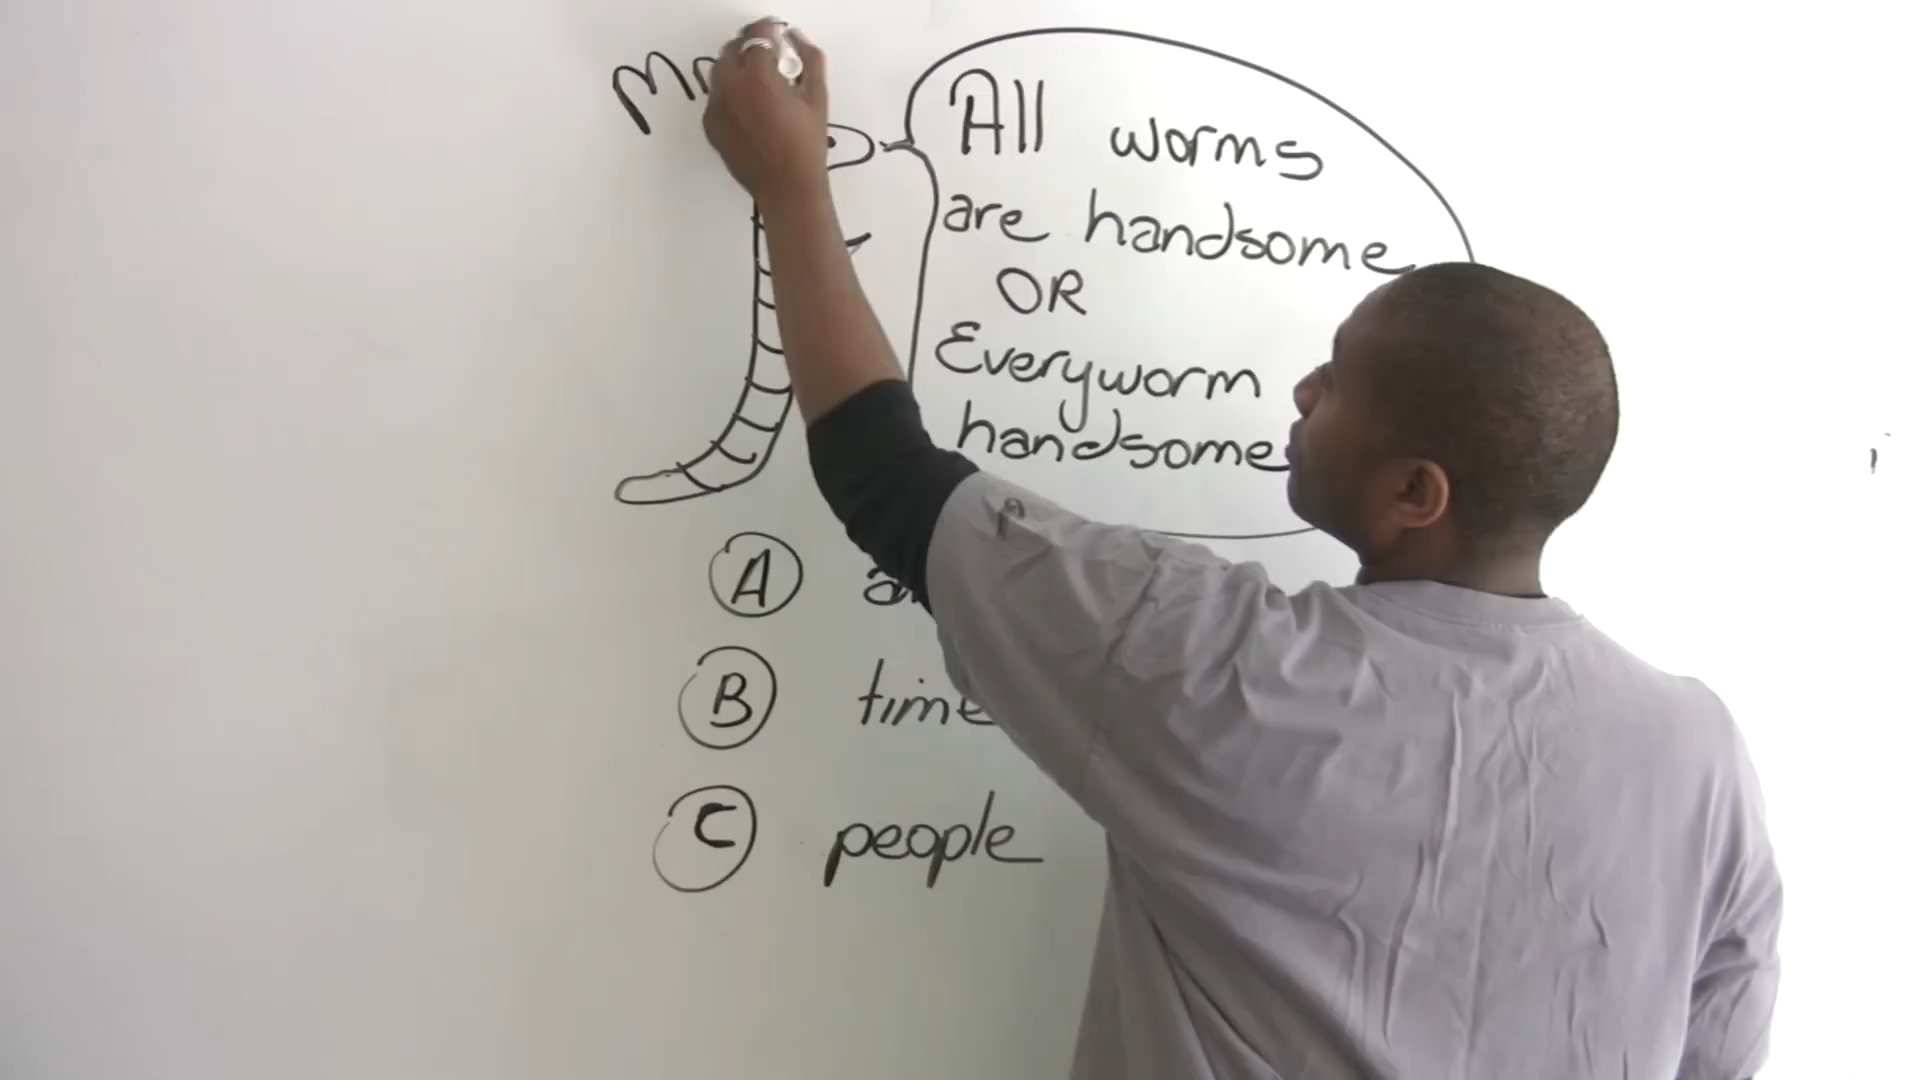 All worms
are handsome
OR
Everyworm
handsome
A
B time
C people